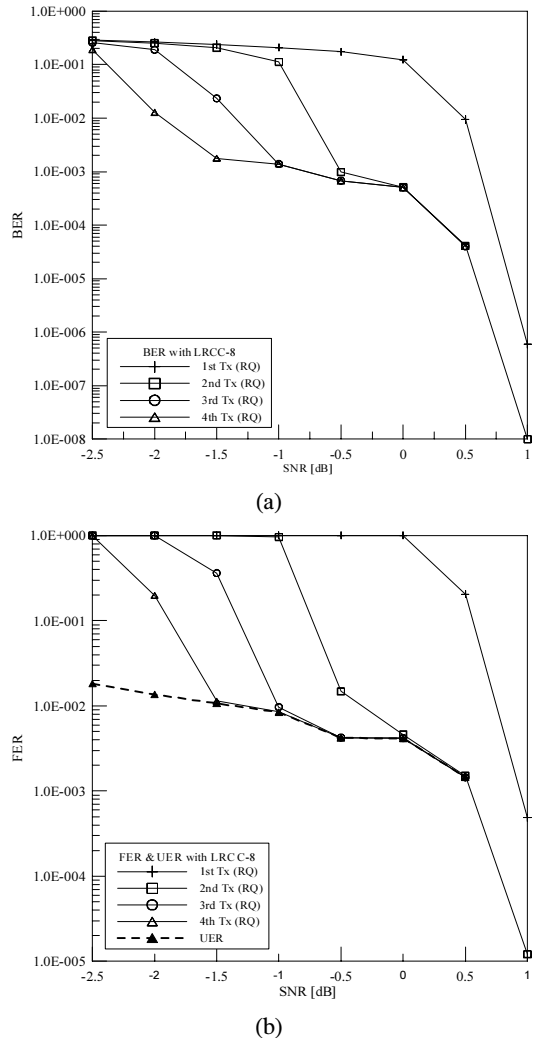 1.0E+000
1.0E-001
1.0E-002
1.0E-003
1.0E-004
1.0E-005
1.0E-006
1.0E-007
1.0E-008
BER
BER with LRCC-8
1st Tx (RQ)
2nd Tx (RQ)
3rd Tx (RQ)
4th Tx (RQ)
-2.5 -2 -1.5 -1 -0.5 0 0.5 1
SNR [dB]
(a)
1.0E+000
1.0E-001
1.0E-002
1.0E-003
1.0E-004
1.0E-005
FER
FER & UER with LRCC-8
1st Tx (RQ)
2nd Tx (RQ)
3rd Tx (RQ)
4th Tx (RQ)
UER
-2.5 -2 -1.5 -1 -0.5 0 0.5 1
SNR [dB]
(b)